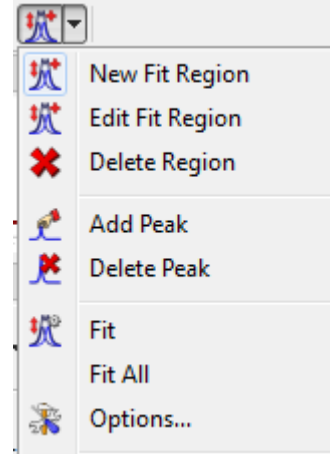 New Fit Region
Edit Fit Region
Delete Region
Add Peak
Delete Peak
Fit
Fit All
Options...